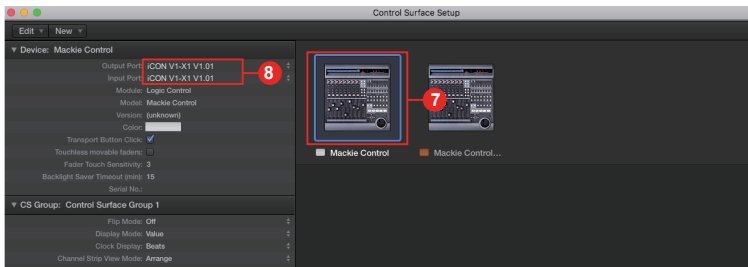 Control Surface Setup
Edit New
Device: Mackie Control
Output Port: iCON V1-X1 V1.01
Input Port: iCON V1-X1 V1.01
8
Module: Logic Control
Model: Mackie Control
Version: (unknown)
Color:
Transport Button Click:
Touchless movable faders:
Fader Touch Sensitivity: 3
Backlight Saver Timeout (min): 15
Serial No.:
CS Group: Control Surface Group 1
Flip Mode: Off
Display Mode: Value
Clock Display: Beats
Channel Strip View Mode: Arrange
7
Mackie Control
Mackie Control...